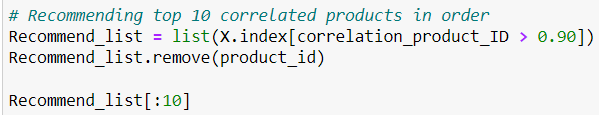 # Recommending top 10 correlated products in order
Recommend_list = list(X.index[correlation_product_ID > 0.90])
Recommend_list.remove(product_id)
Recommend_list[:10]